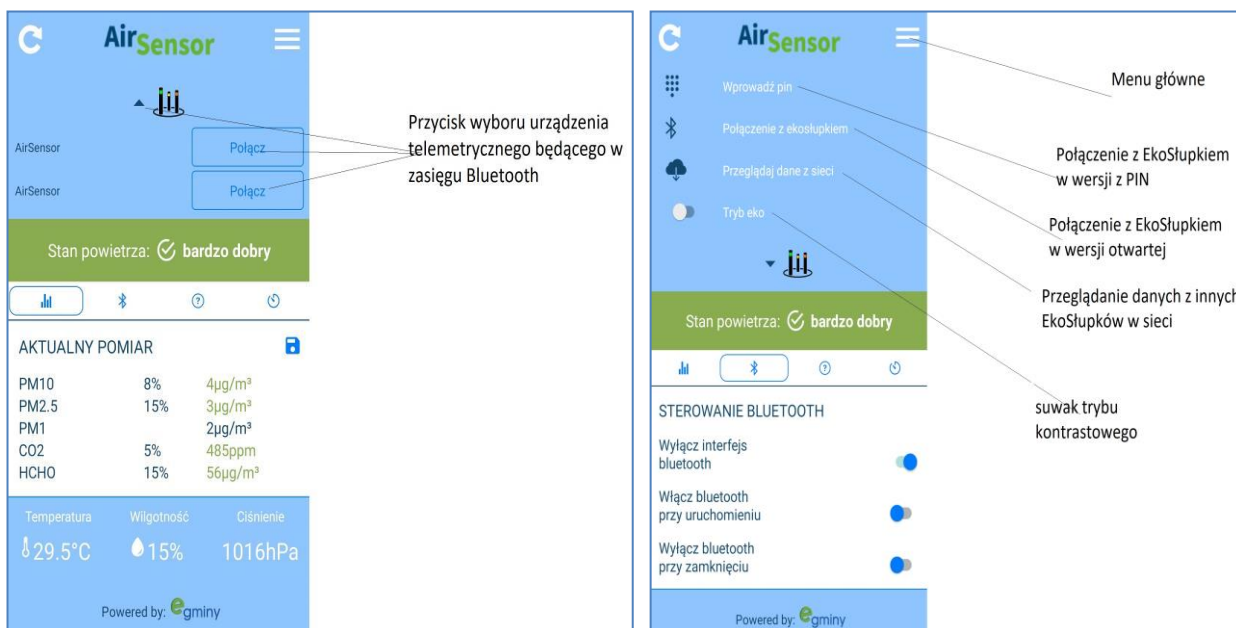 AirSensor
AirSensor Połącz
AirSensor Połącz
Stan powietrza: bardzo dobry
AKTUALNY POMIAR
PM10 8% 4µg/m³
PM2.5 15% 3µg/m³
PM1 2µg/m³
CO2 5% 485ppm
HCHO 15% 56µg/m³
Temperatura Wilgotność Ciśnienie
29.5°C 15% 1016hPa
Powered by: egminy
Przycisk wyboru urządzenia
telemetrycznego będącego w
zasięgu Bluetooth
AirSensor
Wprowadź pin
Połączenie z ekosłupkiem
Przeglądaj dane z sieci
Tryb eko
Stan powietrza: bardzo dobry
STEROWANIE BLUETOOTH
Wyłącz interfejs
bluetooth
Włącz bluetooth
przy uruchomieniu
Wyłącz bluetooth
przy zamknięciu
Powered by: egminy
Menu główne
Połączenie z EkoSłupkiem
w wersji z PIN
Połączenie z EkoSłupkiem
w wersji otwartej
Przeglądanie danych z innych
EkoSłupków w sieci
suwak trybu
kontrastowego